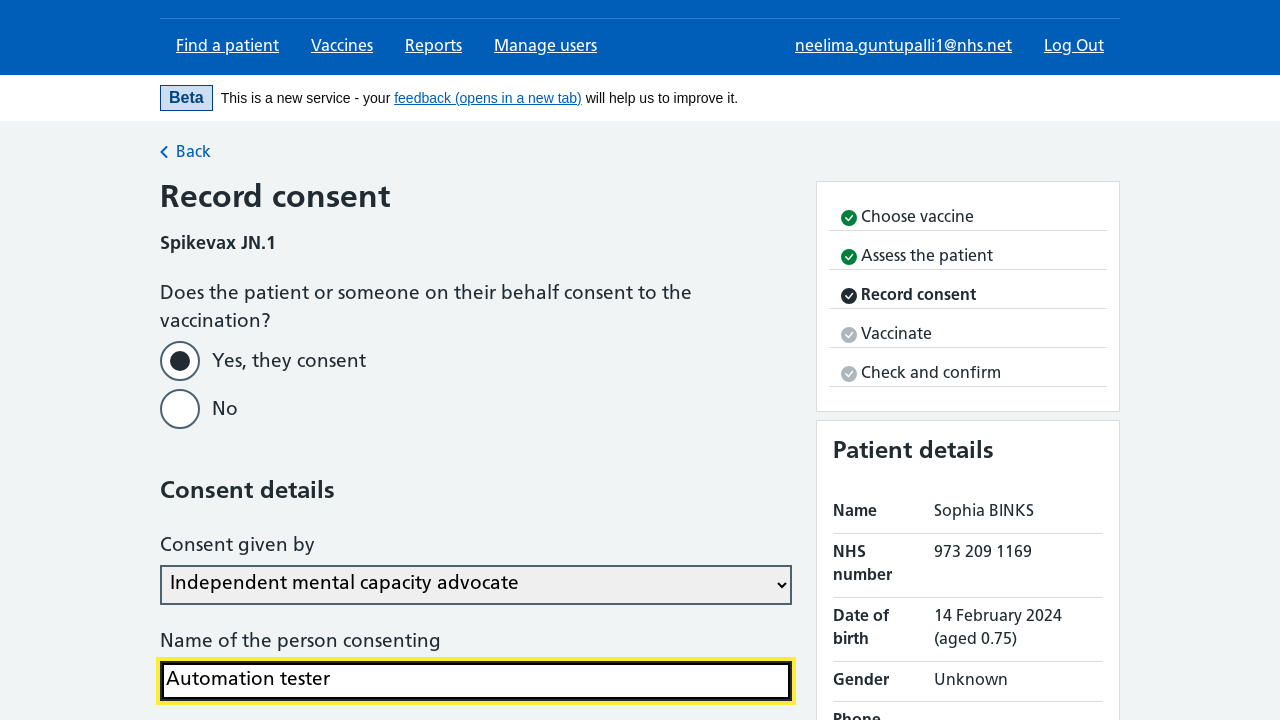 Find a patient Vaccines Reports Manage users neelima.guntupalli1@nhs.net Log Out
Beta This is a new service - your feedback (opens in a new tab) will help us to improve it.
Back
Record consent
Spikevax JN.1
Does the patient or someone on their behalf consent to the
vaccination?
Yes, they consent
No
Consent details
Consent given by
Independent mental capacity advocate
Name of the person consenting
Automation tester
Choose vaccine
Assess the patient
Record consent
Vaccinate
Check and confirm
Patient details
Name Sophia BINKS
NHS 973 209 1169
number
Date of 14 February 2024
birth (aged 0.75)
Gender Unknown
Phone